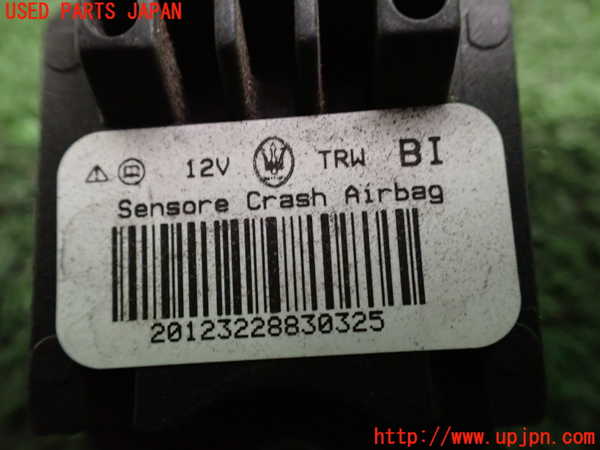 USED PARTS JAPAN
12V TRW BI
Sensore Crash Airbag
20123228830325
http://www.upjpn.com/